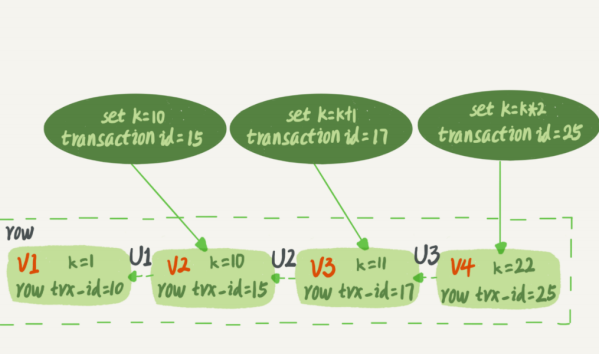 set k=10
transaction id=15
set k=k+1
transaction id=17
set k=k*2
transaction id=25
row
V1 k=1
row trx-id=10
U1
V2 k=10
row trx-id=15
U2
V3 k=11
row trx-id=17
U3
V4 k=22
row trx-id=25